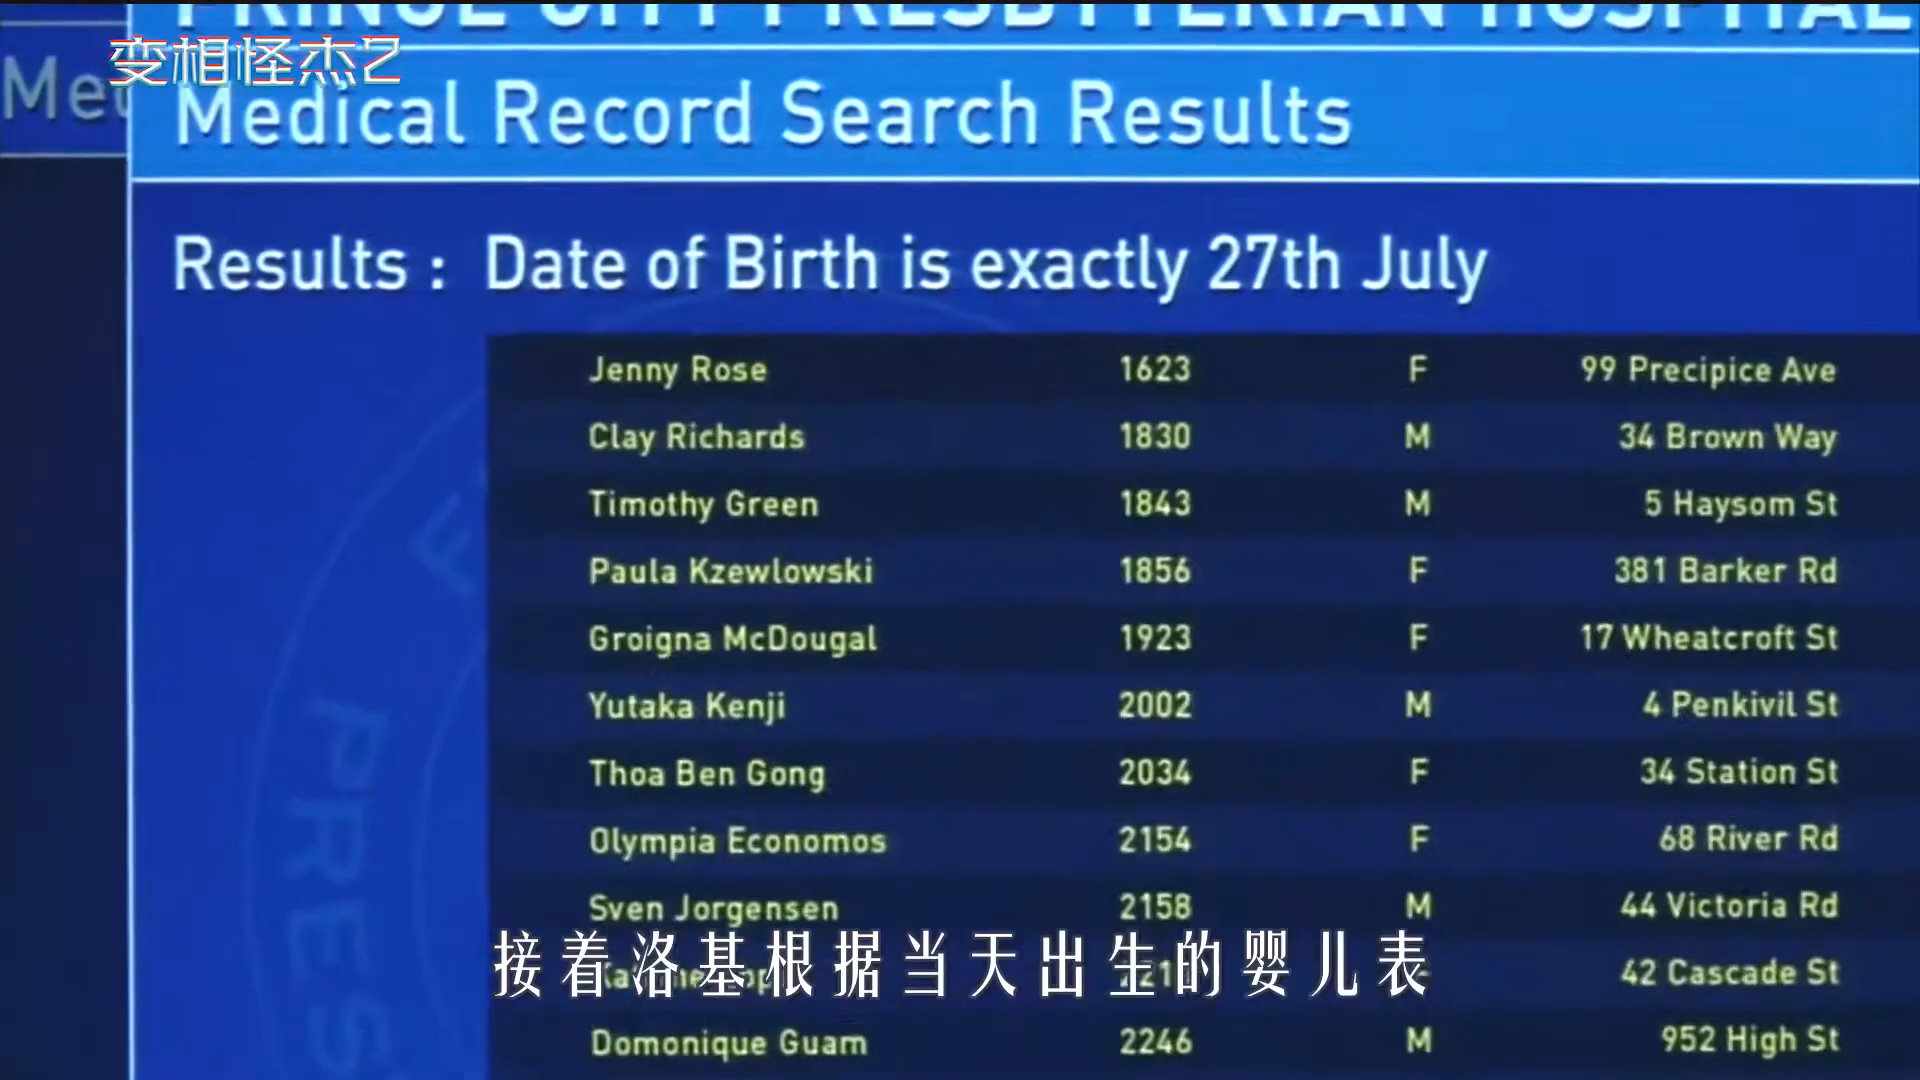 PRINCE CITY PRESBYTERIAN HOSPITAL
变相怪杰2
Medical Record Search Results
Results : Date of Birth is exactly 27th July
Jenny Rose 1623 F 99 Precipice Ave
Clay Richards 1830 M 34 Brown Way
Timothy Green 1843 M 5 Haysom St
Paula Kzewlowski 1856 F 381 Barker Rd
Groigna McDougal 1923 F 17 Wheatcroft St
Yutaka Kenji 2002 M 4 Penkivil St
Thoa Ben Gong 2034 F 34 Station St
Olympia Economos 2154 F 68 River Rd
Sven Jorgensen 2158 M 44 Victoria Rd
42 Cascade St
接着洛基根据当天出生的婴儿表
Domonique Guam 2246 M 952 High St
PRES